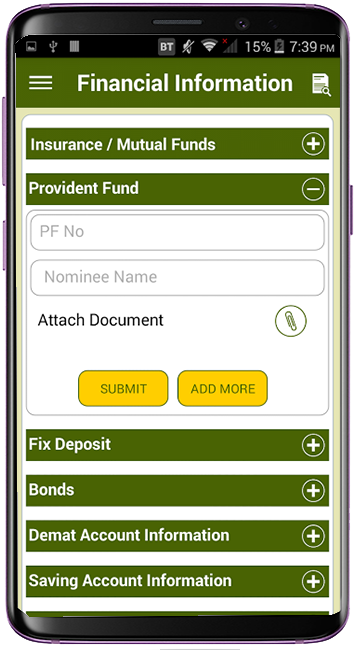 BT 15% 7:39 PM
Financial Information
Insurance / Mutual Funds
Provident Fund
PF No
Nominee Name
Attach Document
SUBMIT ADD MORE
Fix Deposit
Bonds
Demat Account Information
Saving Account Information